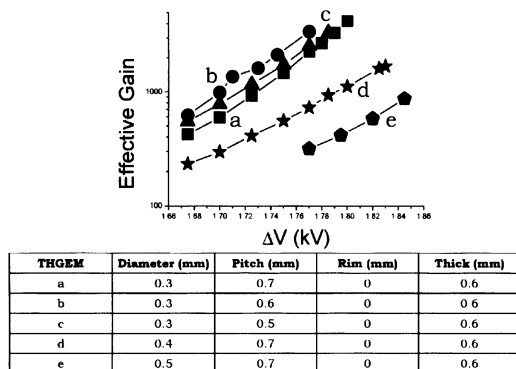 c
b
1000
a
d
e
Effective Gain
100
1 66 1 68 1 70 1 72 1 74 1 76 1 78 1 80 1 82 1 84 1 86
ΔV (kV)
THGEM Diameter (mm) Pitch (mm) Rim (mm) Thick (mm)
a 0.3 0.7 0 0.6
b 0.3 0.6 0 0 6
c 0.3 0.5 0 0.6
d 0.4 0.7 0 0.6
e 0.5 0.7 0 0.6